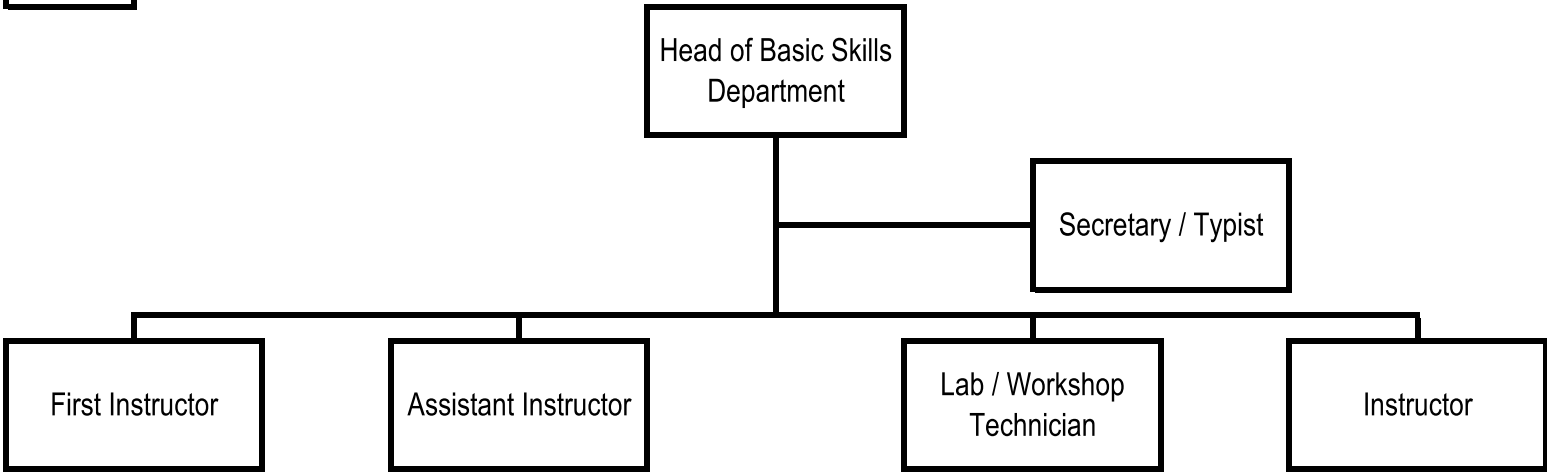 Head of Basic Skills
Department
Secretary / Typist
First Instructor
Assistant Instructor
Lab / Workshop
Technician
Instructor